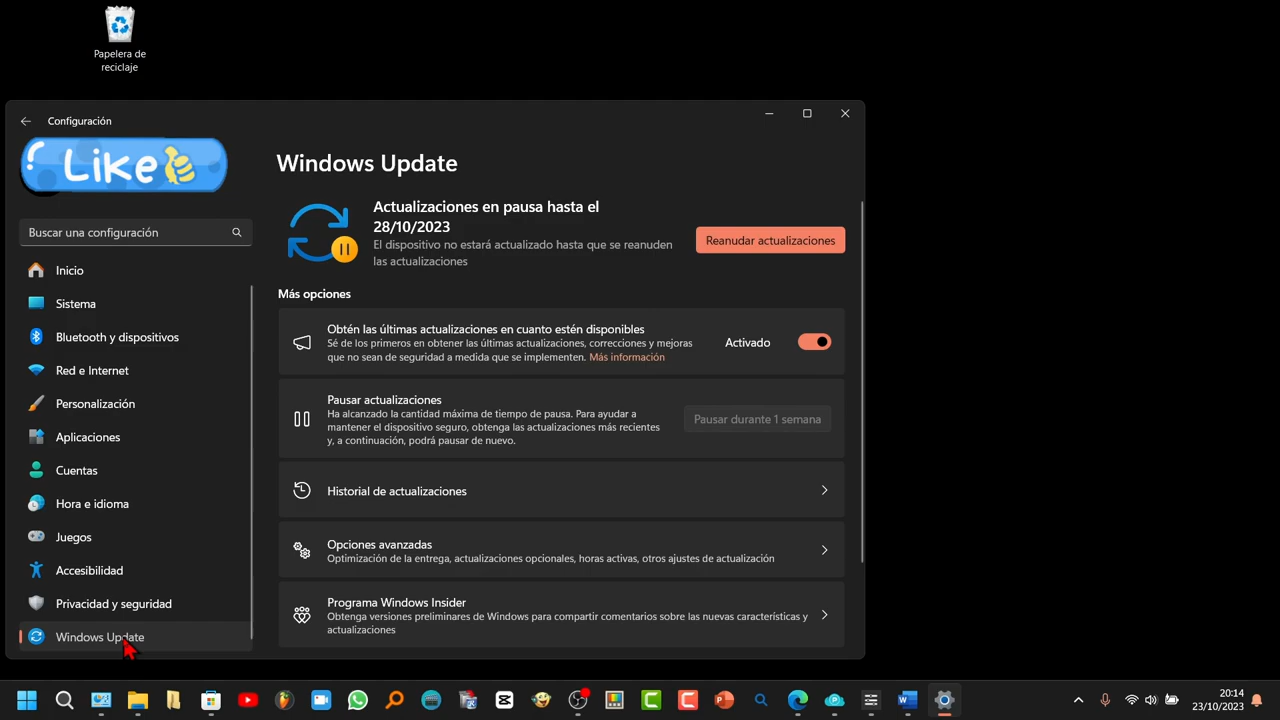 Papelera de
reciclaje
Configuración
Like
Windows Update
Actualizaciones en pausa hasta el
28/10/2023
El dispositivo no estará actualizado hasta que se reanuden
las actualizaciones
Reanudar actualizaciones
Buscar una configuración
Inicio
Sistema
Bluetooth y dispositivos
Red e Internet
Personalización
Aplicaciones
Cuentas
Hora e idioma
Juegos
Accesibilidad
Privacidad y seguridad
Windows Update
Más opciones
Obtén las últimas actualizaciones en cuanto estén disponibles
Sé de los primeros en obtener las últimas actualizaciones, correcciones y mejoras
que no sean de seguridad a medida que se implementen. Más información
Activado
Pausar actualizaciones
Ha alcanzado la cantidad máxima de tiempo de pausa. Para ayudar a
mantener el dispositivo seguro, obtenga las actualizaciones más recientes
y, a continuación, podrá pausar de nuevo.
Pausar durante 1 semana
Historial de actualizaciones
Opciones avanzadas
Optimización de la entrega, actualizaciones opcionales, horas activas, otros ajustes de actualización
Programa Windows Insider
Obtenga versiones preliminares de Windows para compartir comentarios sobre las nuevas características y
actualizaciones
20:14
23/10/2023